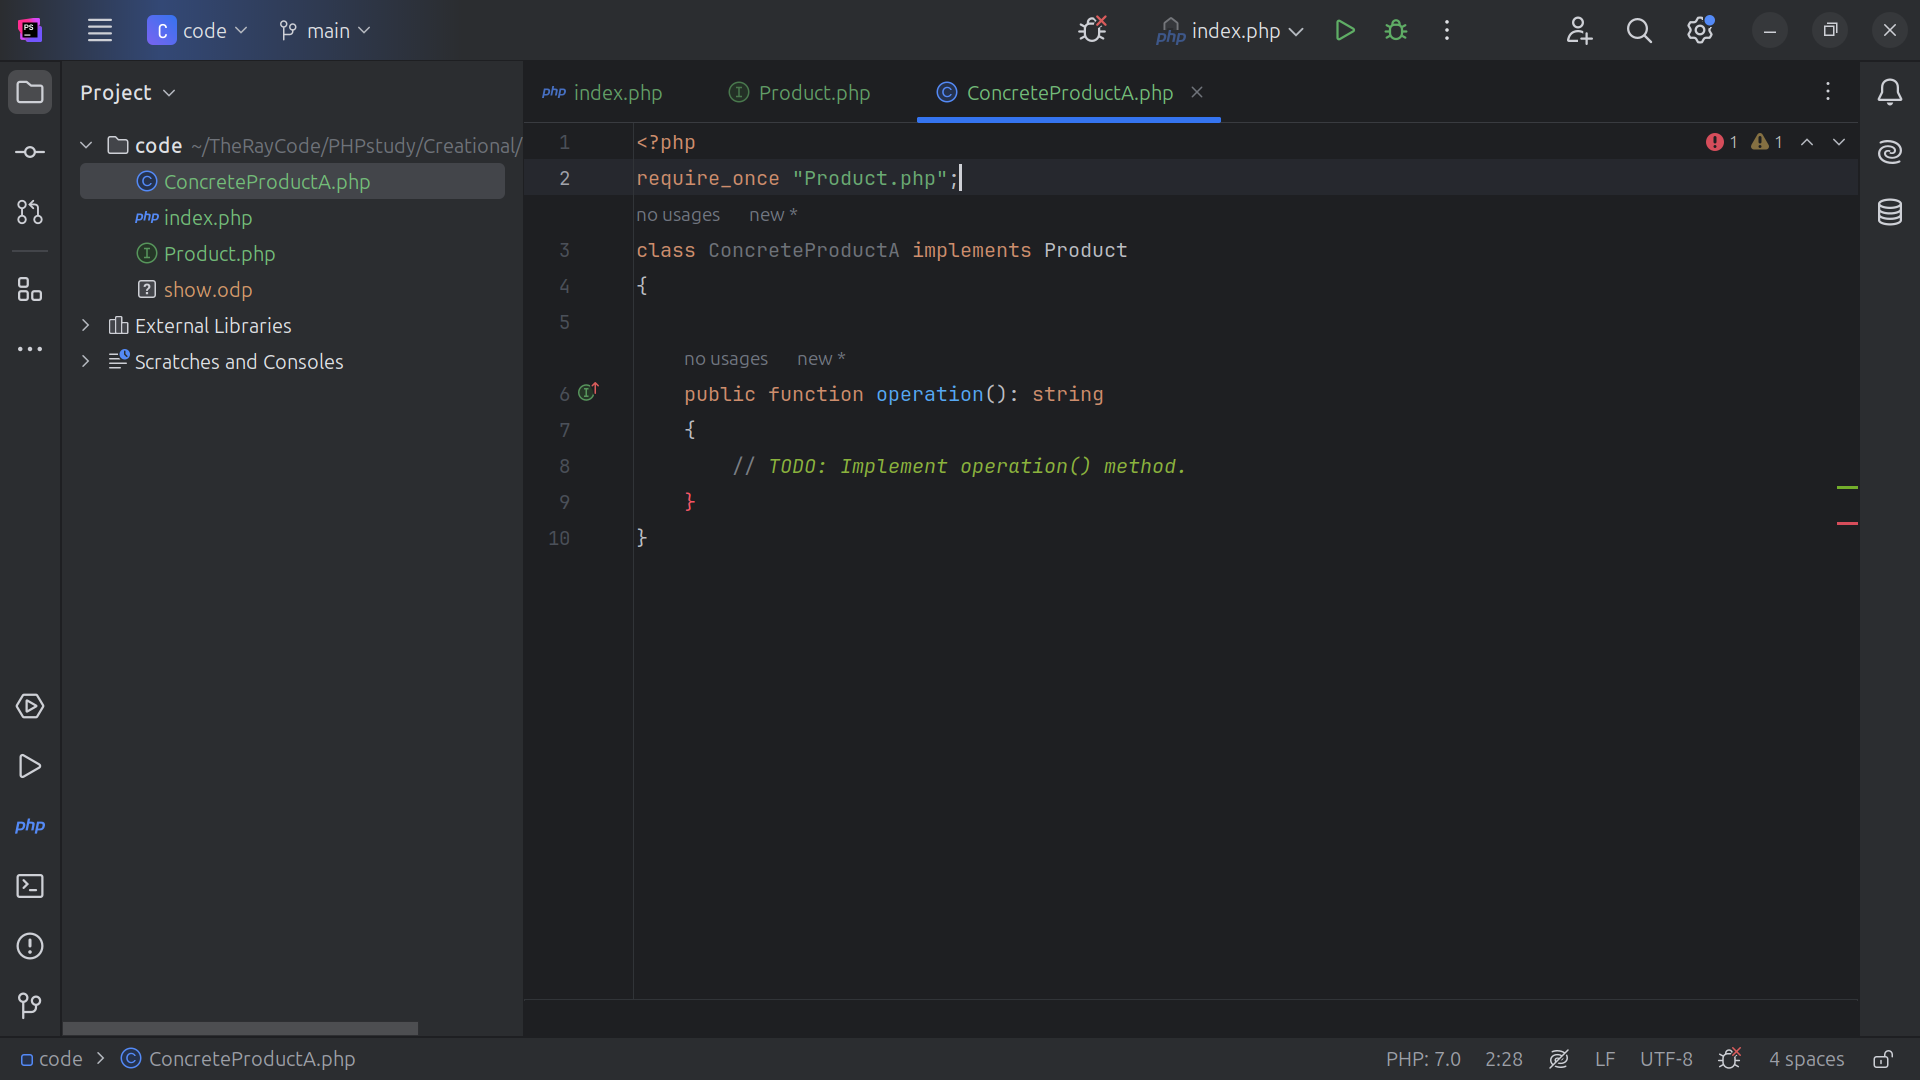 PS
C code
main
php index.php
Project
php index.php
I Product.php
C ConcreteProductA.php
code ~/TheRayCode/PHPstudy/Creational/
C ConcreteProductA.php
php index.php
I Product.php
? show.odp
External Libraries
Scratches and Consoles
php
1 <?php
1 1
2 require_once "Product.php";
no usages new *
3 class ConcreteProductA implements Product
4 {
5
no usages new *
6 public function operation(): string
7 {
8 // TODO: Implement operation() method.
9 }
10 }
code > C ConcreteProductA.php
PHP: 7.0 2:28 LF UTF-8 4 spaces